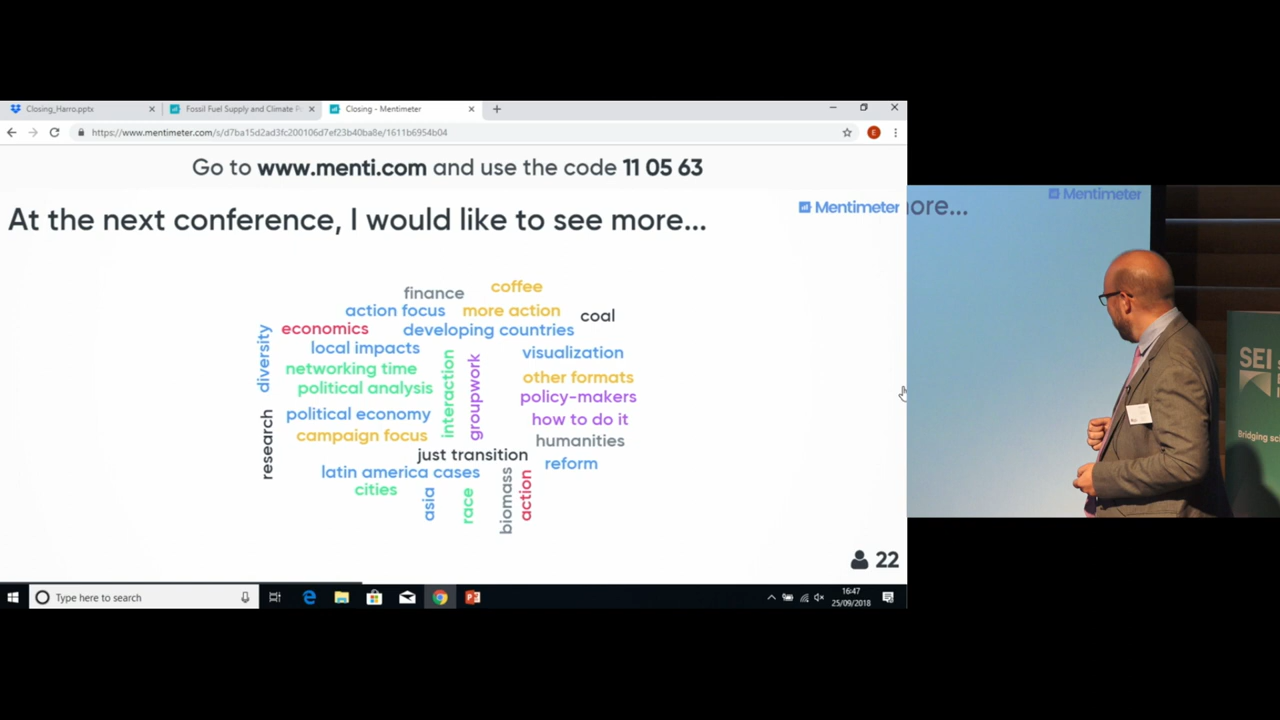 Closing_Harro.pptx
Fossil Fuel Supply and Climate P
Closing - Mentimeter
https://www.mentimeter.com/s/d7ba15d2ad3fc200106d7ef23b40ba8e/1611b6954b04
E
Go to www.menti.com and use the code 11 05 63
At the next conference, I would like to see more...
Mentimeter
finance
coffee
action focus
more action
coal
economics
developing countries
diversity
local impacts
visualization
networking time
interaction
groupwork
other formats
political analysis
policy-makers
political economy
how to do it
research
campaign focus
humanities
just transition
reform
latin america cases
cities
asia
race
biomass
action
22
Type here to search
16:47
25/09/2018
ore...
Mentimeter
SEI
Bridging